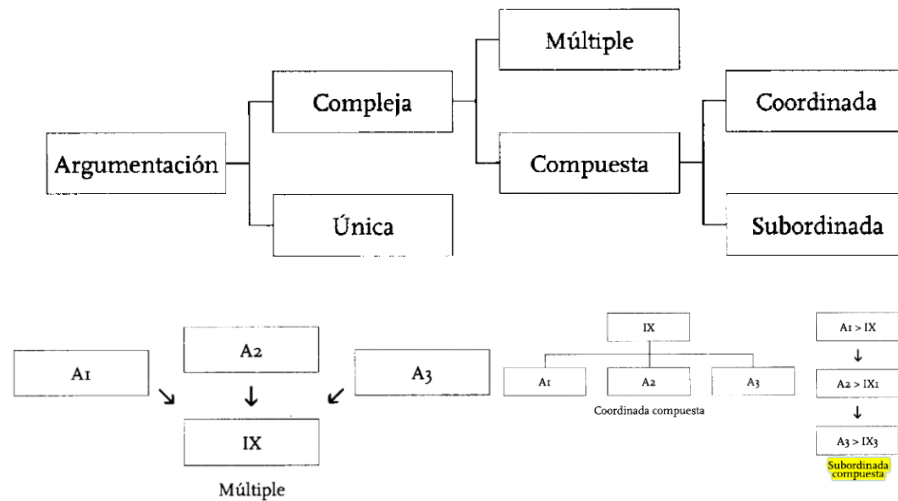 Múltiple
Compleja
Coordinada
Argumentación
Compuesta
Única
Subordinada
A1
A2
A3
IX
Múltiple
IX
A1
A2
A3
Coordinada compuesta
A1 > IX
A2 > IX1
A3 > IX3
Subordinada
compuesta